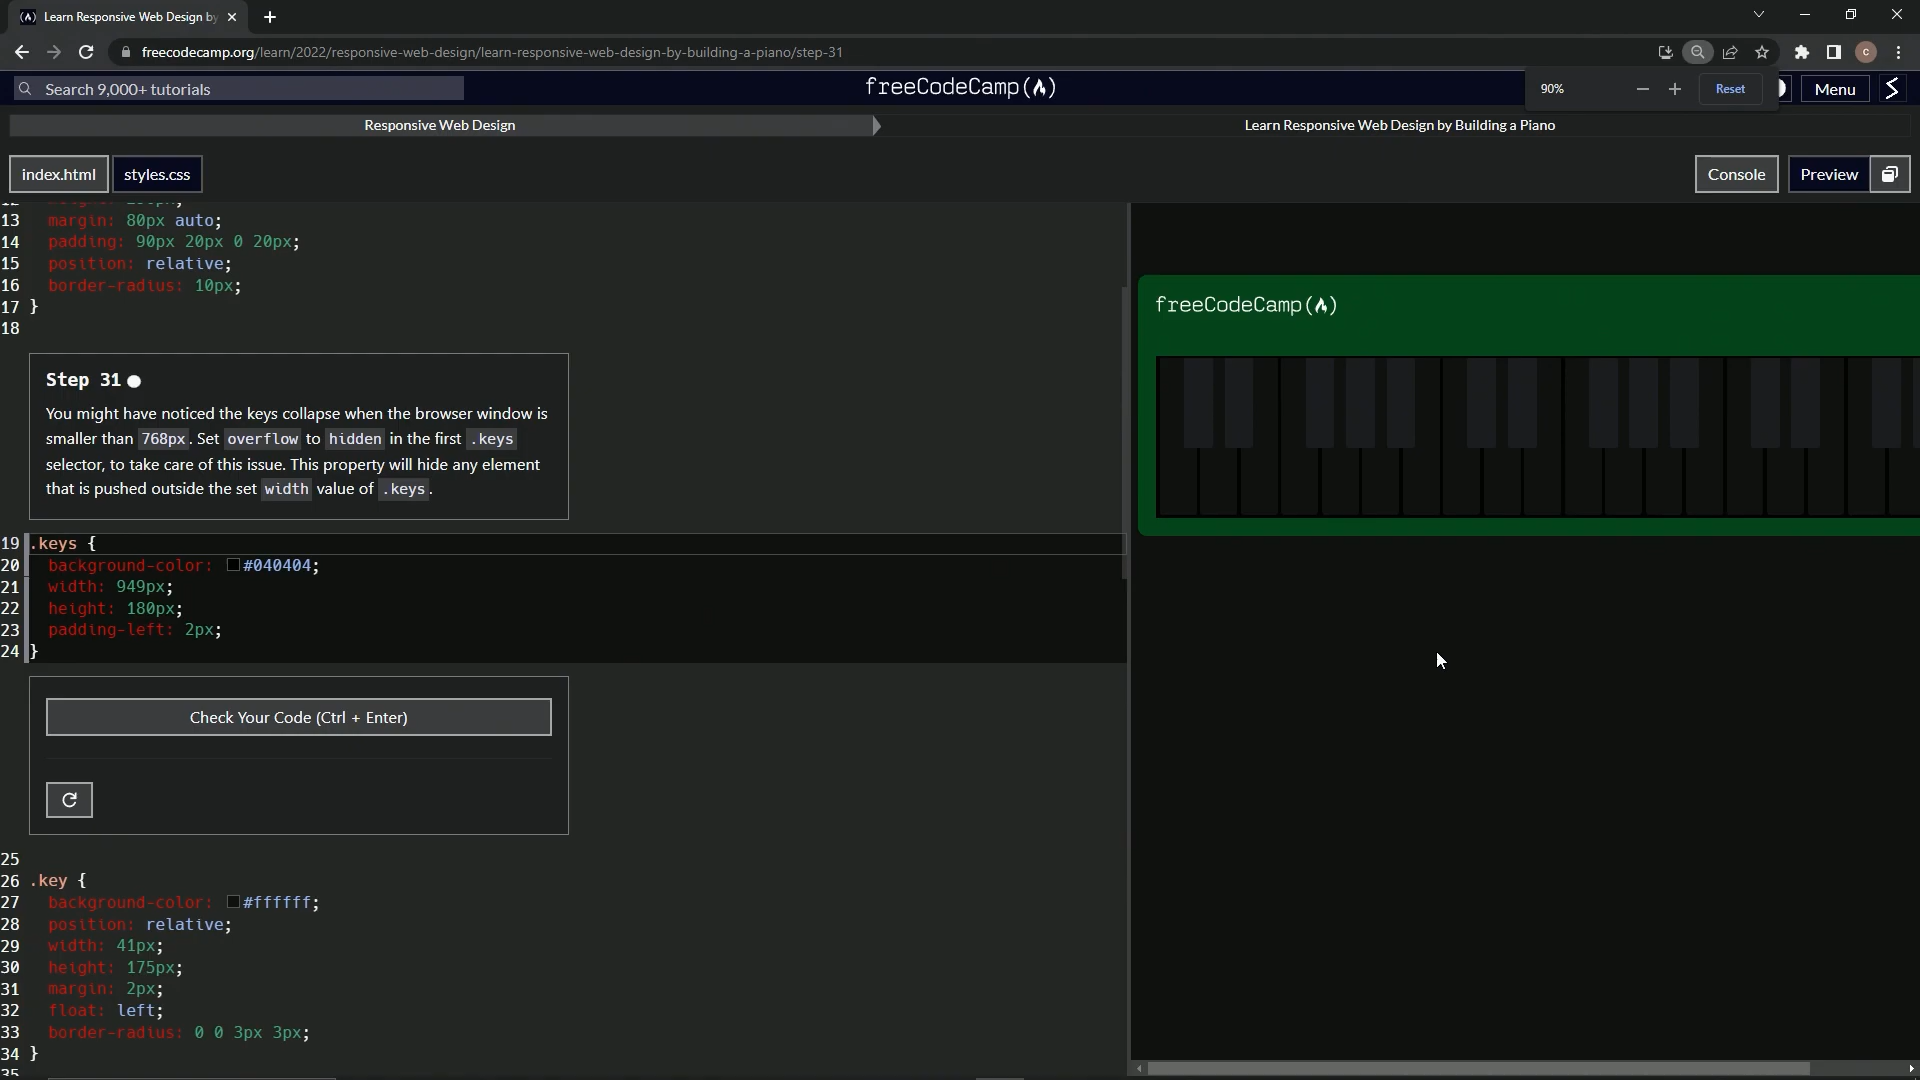 Learn Responsive Web Design by
freecodecamp.org/learn/2022/responsive-web-design/learn-responsive-web-design-by-building-a-piano/step-31
C
Search 9,000+ tutorials
freeCodeCamp(🔥)
90%
Reset
Menu
Responsive Web Design
Learn Responsive Web Design by Building a Piano
index.html
styles.css
Console
Preview
13 margin: 80px auto;
14 padding: 90px 20px 0 20px;
15 position: relative;
16 border-radius: 10px;
17 }
18
freeCodeCamp(🔥)
Step 31
You might have noticed the keys collapse when the browser window is
smaller than 768px. Set overflow to hidden in the first .keys
selector, to take care of this issue. This property will hide any element
that is pushed outside the set width value of .keys.
19 .keys {
20 background-color: #040404;
21 width: 949px;
22 height: 180px;
23 padding-left: 2px;
24 }
Check Your Code (Ctrl + Enter)
25
26 .key {
27 background-color: #ffffff;
28 position: relative;
29 width: 41px;
30 height: 175px;
31 margin: 2px;
32 float: left;
33 border-radius: 0 0 3px 3px;
34 }
35